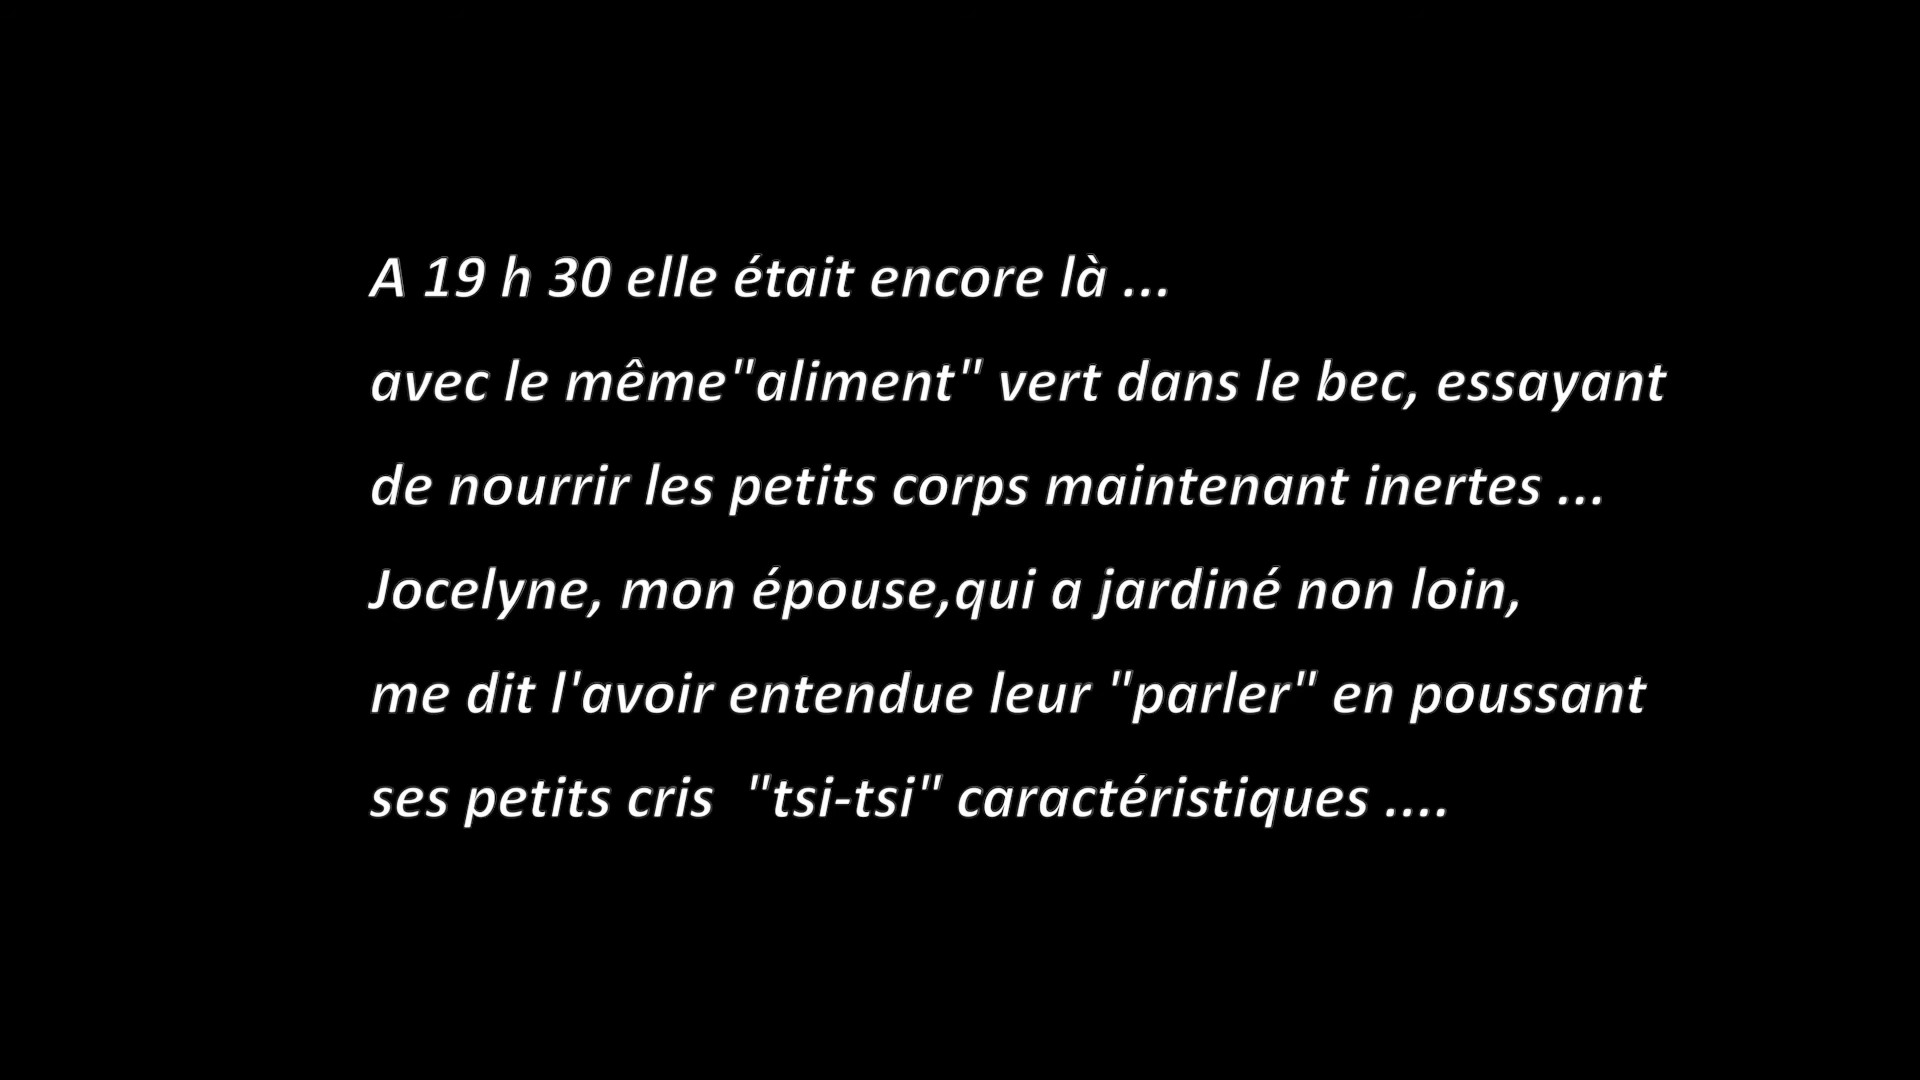 A 19 h 30 elle était encore là ...
avec le même"aliment" vert dans le bec, essayant
de nourrir les petits corps maintenant inertes ...
Jocelyne, mon épouse,qui a jardiné non loin,
me dit l'avoir entendue leur "parler" en poussant
ses petits cris  "tsi-tsi" caractéristiques ....